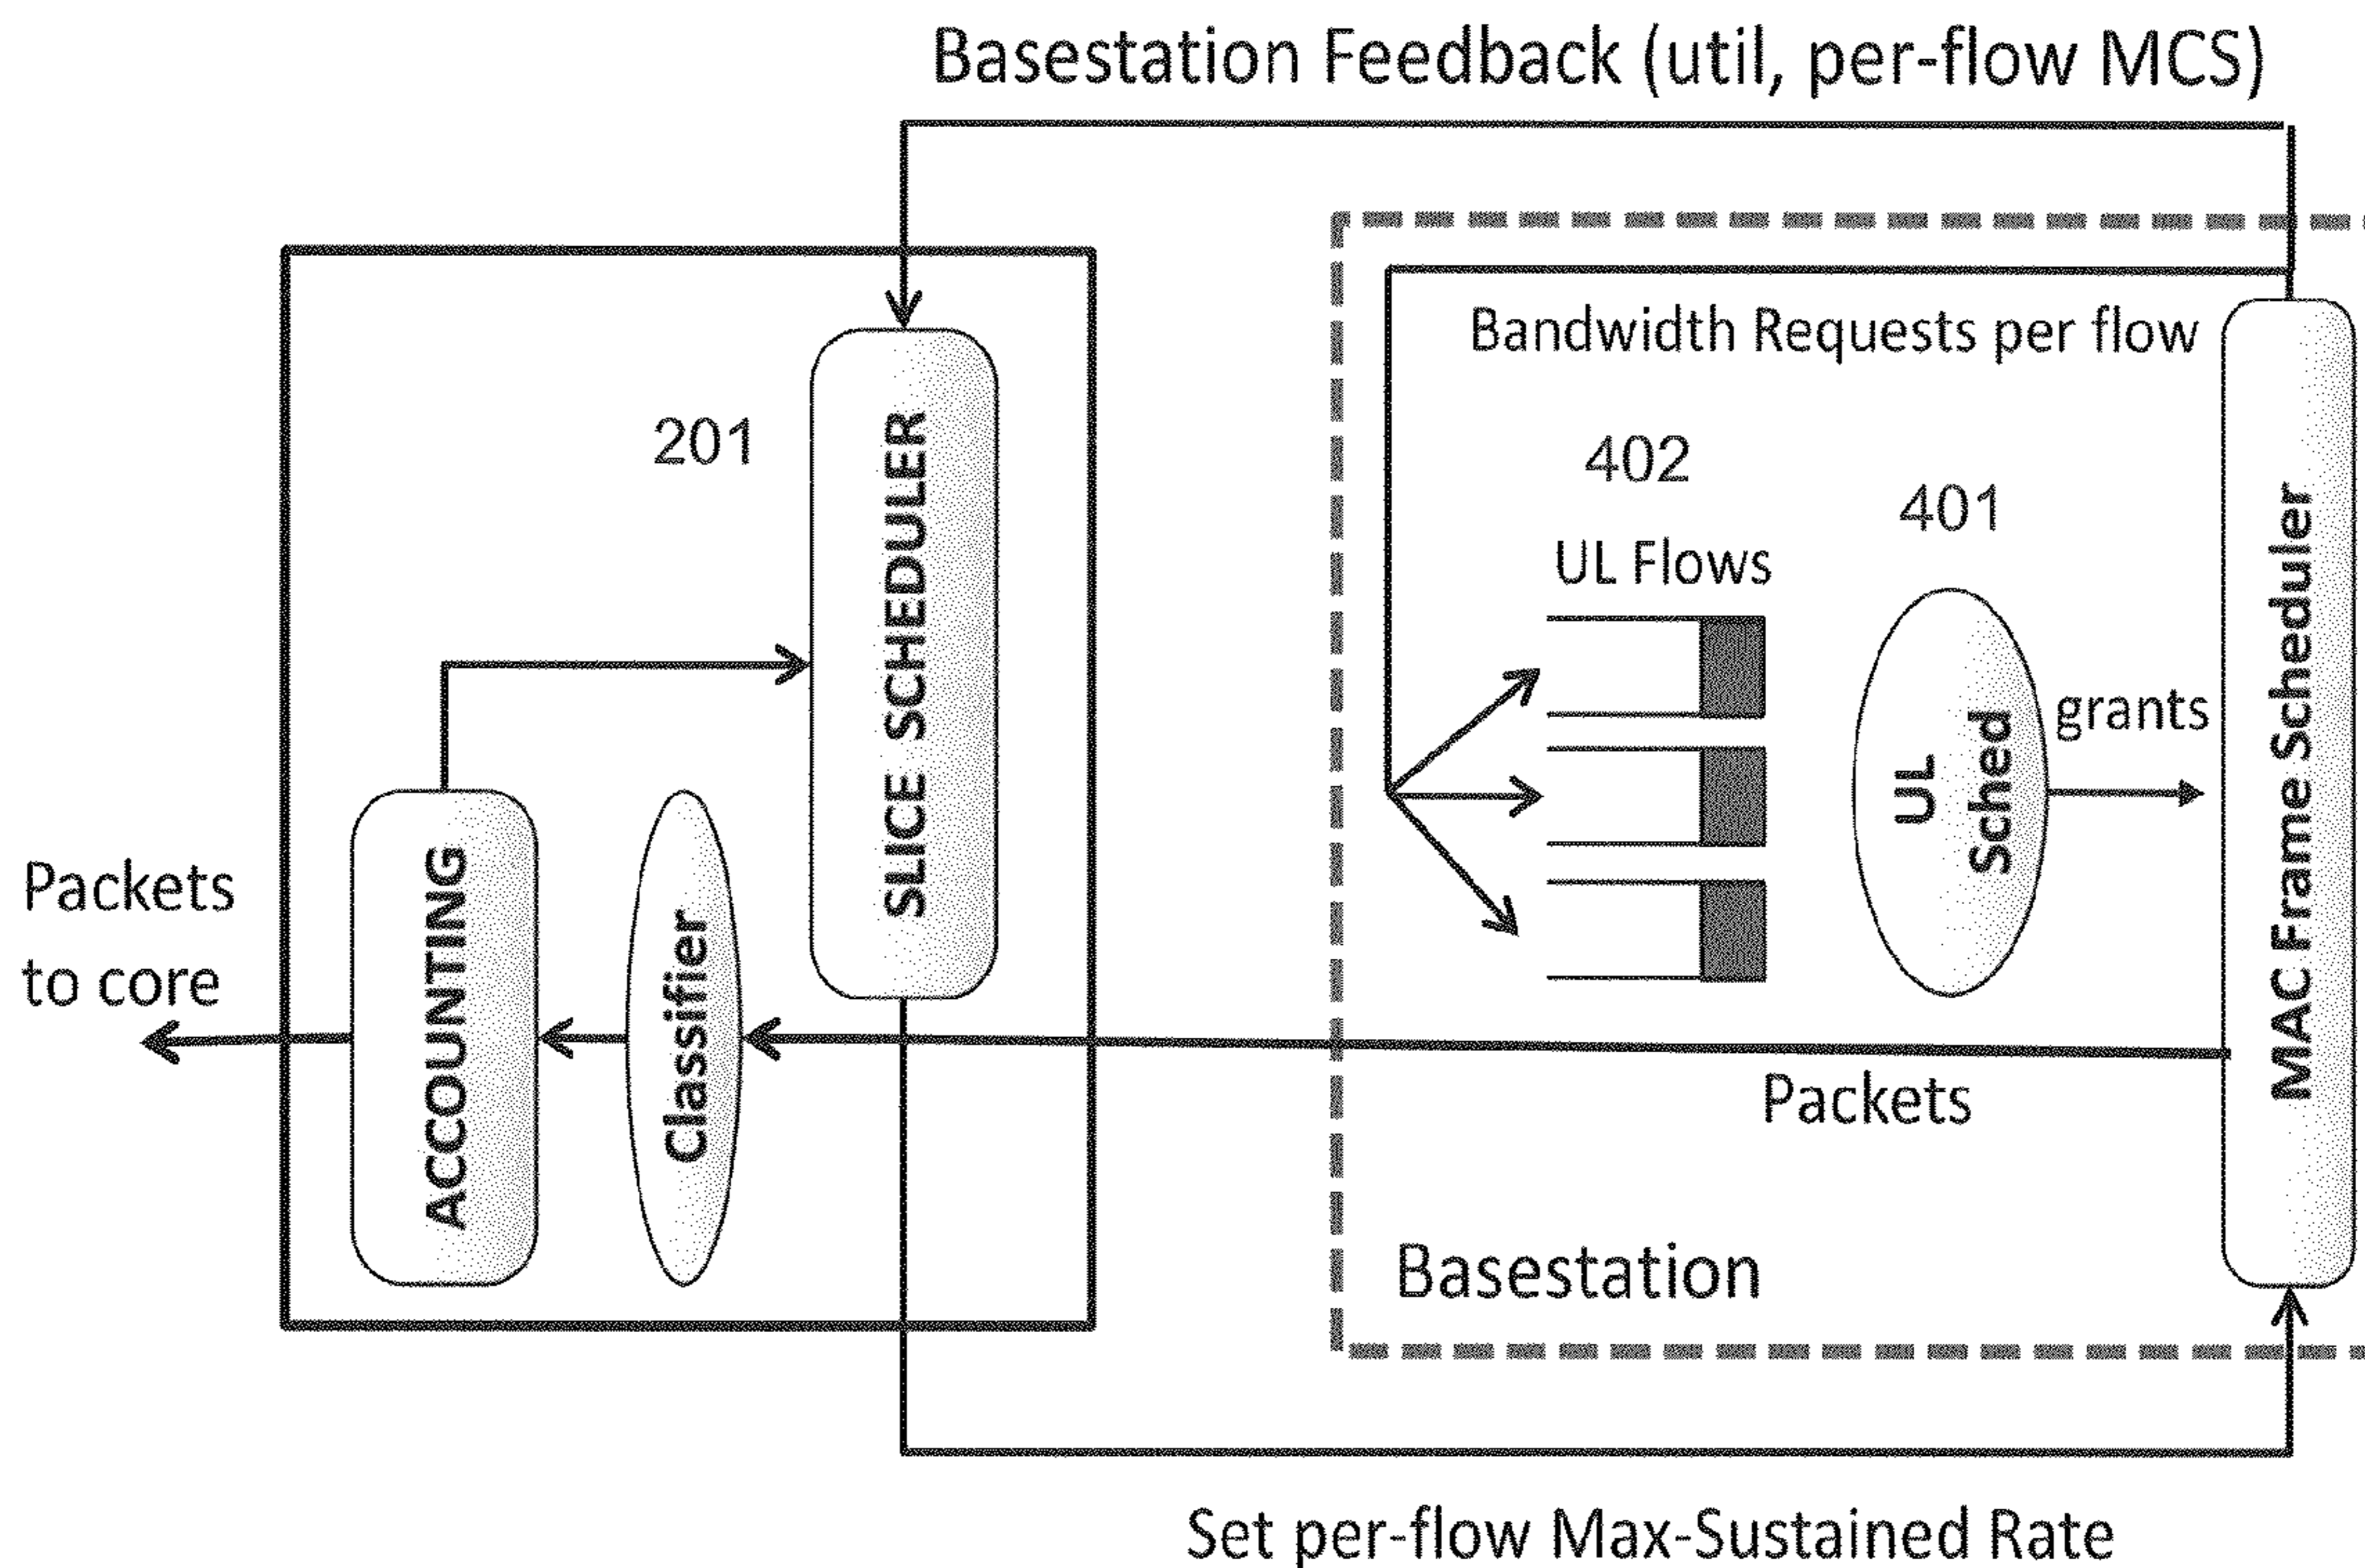 Basestation Feedback (util, per-flow MCS)
Bandwidth Requests per flow
201
SLICE SCHEDULER
402
UL Flows
401
UL
Sched
grants
MAC Frame Scheduler
Packets
to core
ACCOUNTING
Classifier
Packets
Basestation
Set per-flow Max-Sustained Rate